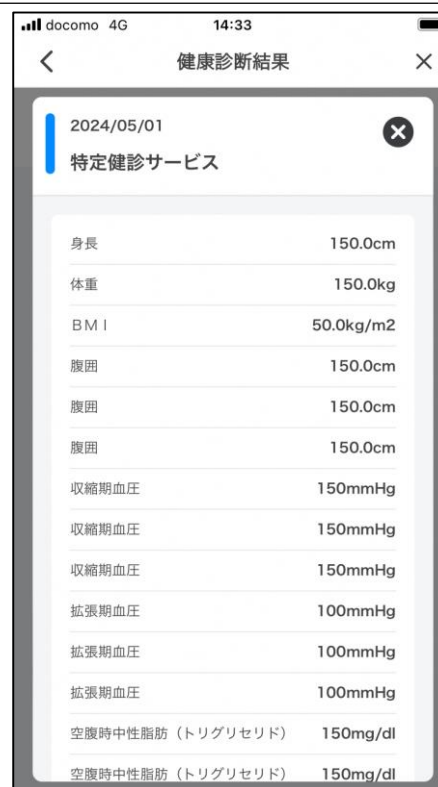 docomo 4G 14:33
健康診断結果
2024/05/01
特定健診サービス
身長 150.0cm
体重 150.0kg
ＢＭＩ 50.0kg/m2
腹囲 150.0cm
腹囲 150.0cm
腹囲 150.0cm
収縮期血圧 150mmHg
収縮期血圧 150mmHg
収縮期血圧 150mmHg
拡張期血圧 100mmHg
拡張期血圧 100mmHg
拡張期血圧 100mmHg
空腹時中性脂肪（トリグリセリド） 150mg/dl
空腹時中性脂肪（トリグリセリド） 150mg/dl